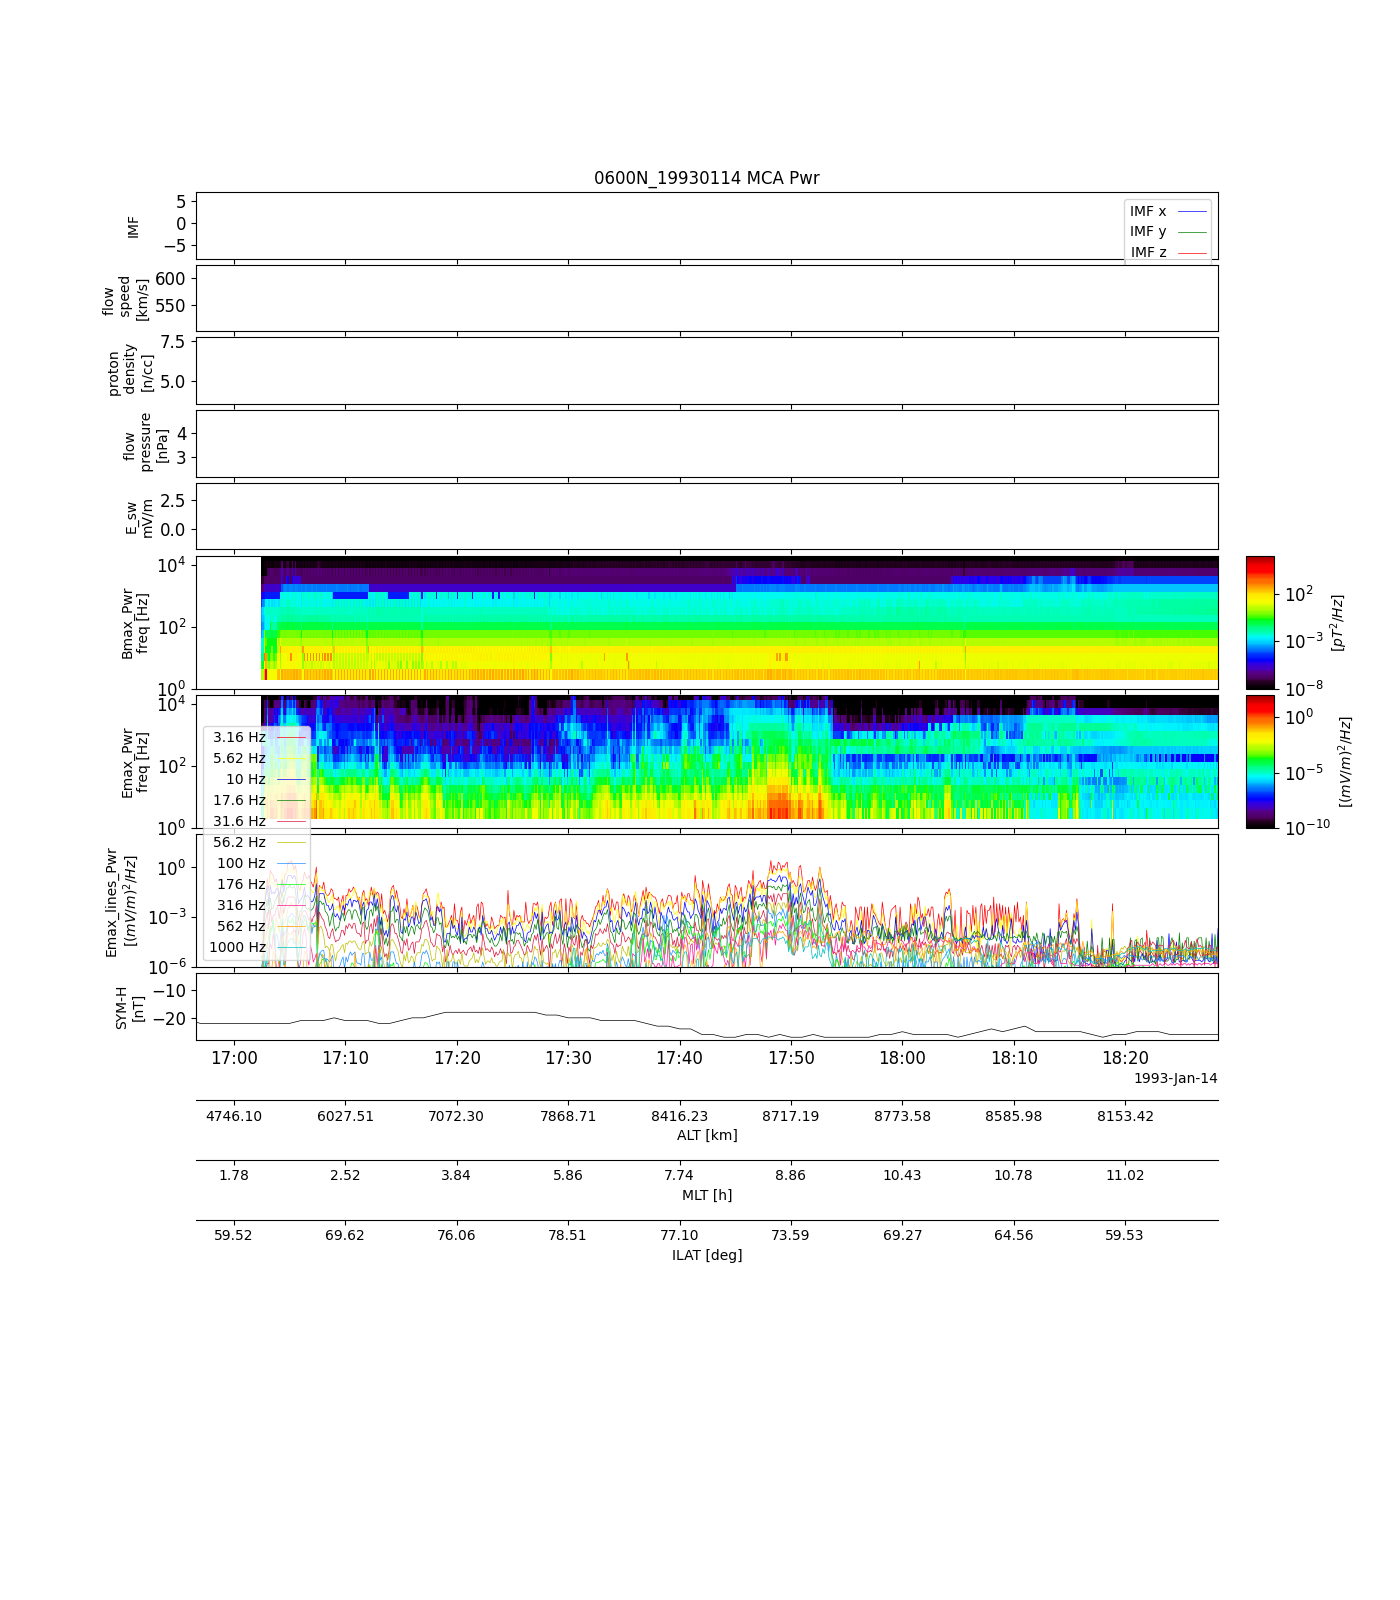 0600N_19930114 MCA Pwr
5
0
−5
IMF
IMF x
IMF y
IMF z
600
550
flow
speed
[km/s]
7.5
5.0
proton
density
[n/cc]
4
3
flow
pressure
[nPa]
2.5
0.0
E_sw
mV/m
10^4
10^2
10^0
Bmax_Pwr
freq [Hz]
10^2
10^−3
10^−8
[pT^2/Hz]
10^4
10^2
10^0
Emax_Pwr
freq [Hz]
10^0
10^−5
10^−10
[(mV/m)^2/Hz]
3.16 Hz
5.62 Hz
10 Hz
17.6 Hz
31.6 Hz
56.2 Hz
100 Hz
176 Hz
316 Hz
562 Hz
1000 Hz
10^0
10^−3
10^−6
Emax_lines_Pwr
[(mV/m)^2/Hz]
−10
−20
SYM-H
[nT]
17:00 17:10 17:20 17:30 17:40 17:50 18:00 18:10 18:20
1993-Jan-14
4746.10 6027.51 7072.30 7868.71 8416.23 8717.19 8773.58 8585.98 8153.42
ALT [km]
1.78 2.52 3.84 5.86 7.74 8.86 10.43 10.78 11.02
MLT [h]
59.52 69.62 76.06 78.51 77.10 73.59 69.27 64.56 59.53
ILAT [deg]